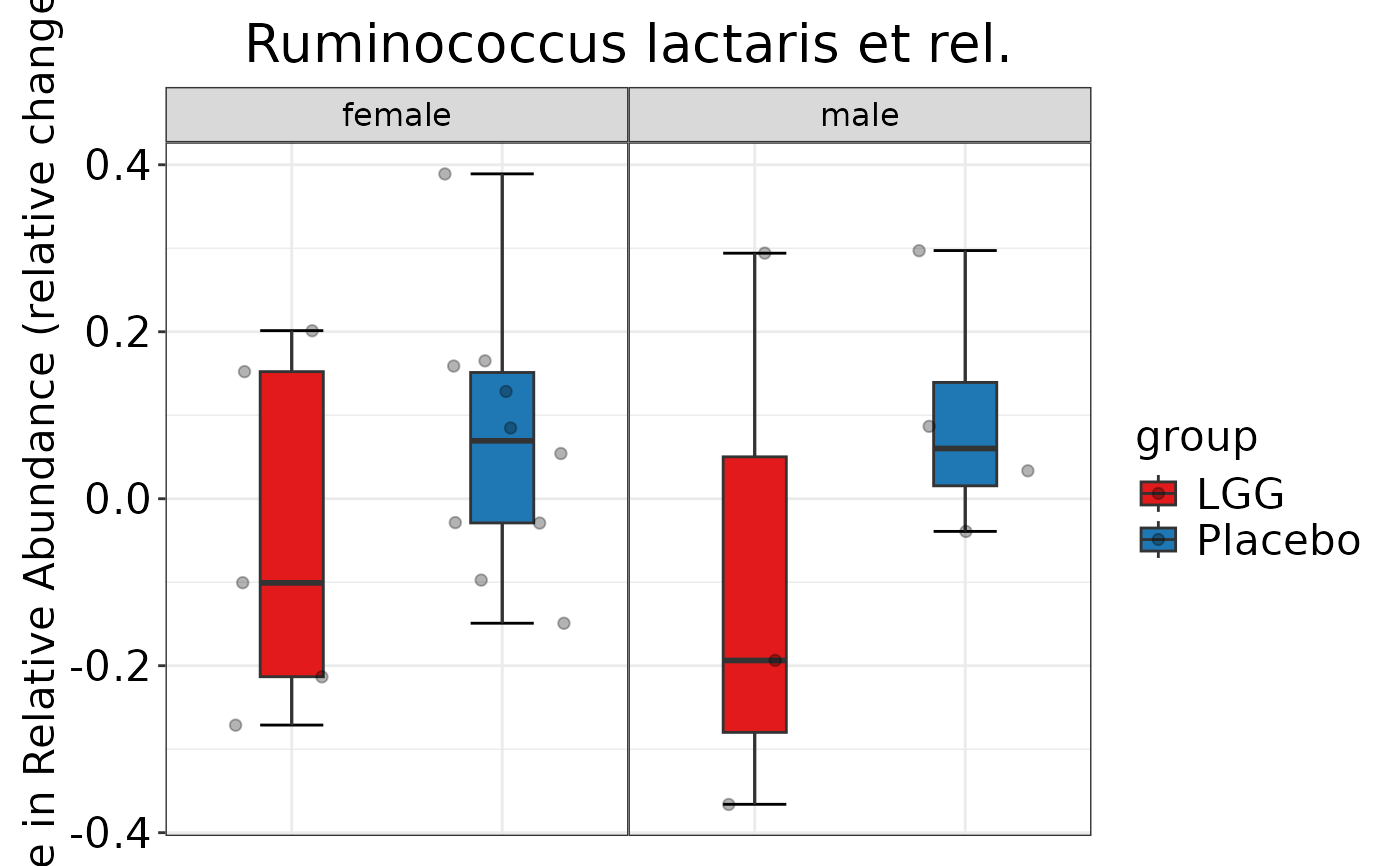 Ruminococcus lactaris et rel.
female
male
e in Relative Abundance (relative change
0.4
0.2
0.0
-0.2
-0.4
group
LGG
Placebo